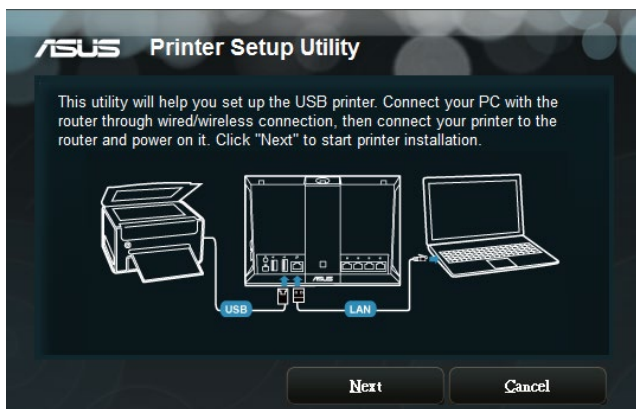 ASUS Printer Setup Utility
This utility will help you set up the USB printer. Connect your PC with the
router through wired/wireless connection, then connect your printer to the
router and power on it. Click "Next" to start printer installation.
ASUS
USB LAN
Next Cancel